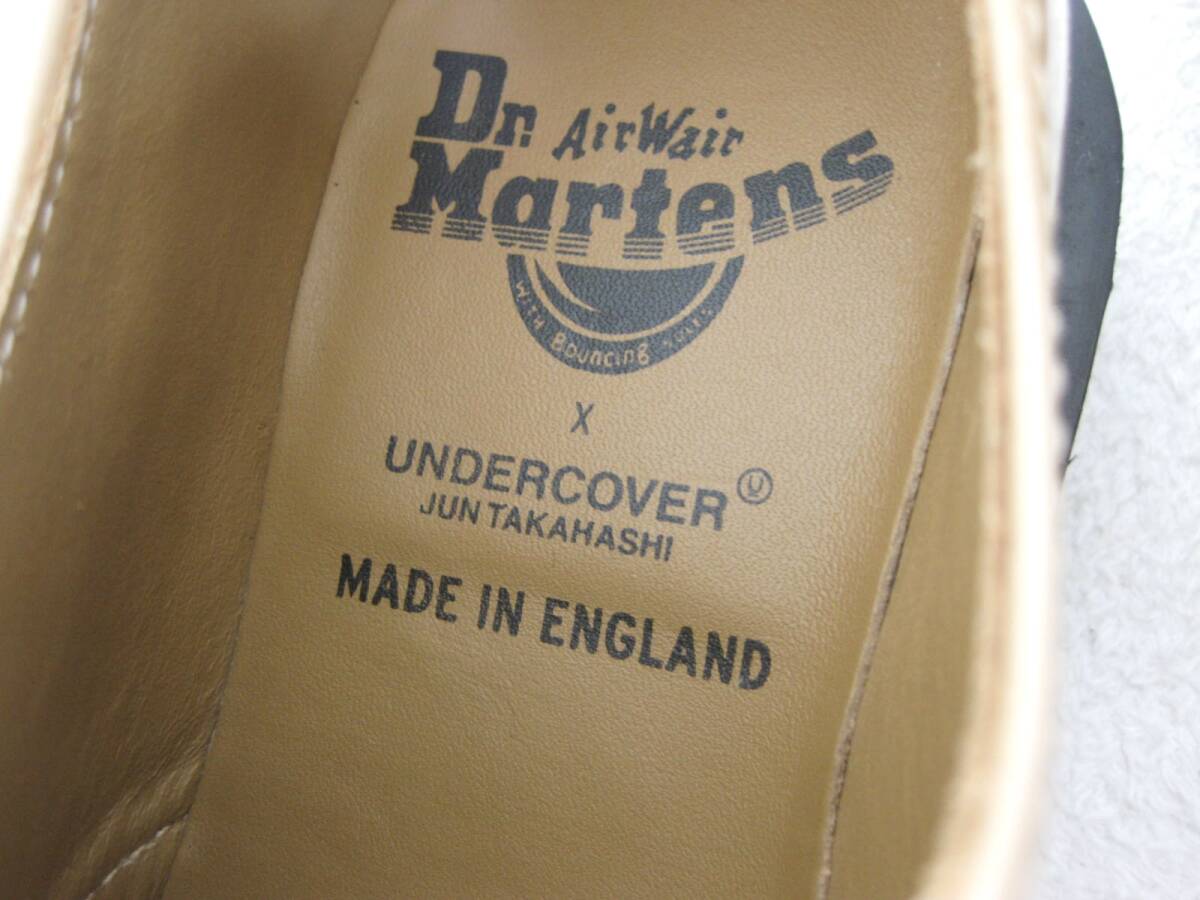 Dr. AirWair
Martens
WITH Bouncing SOLES
X
UNDERCOVER Ⓤ
JUN TAKAHASHI
MADE IN ENGLAND